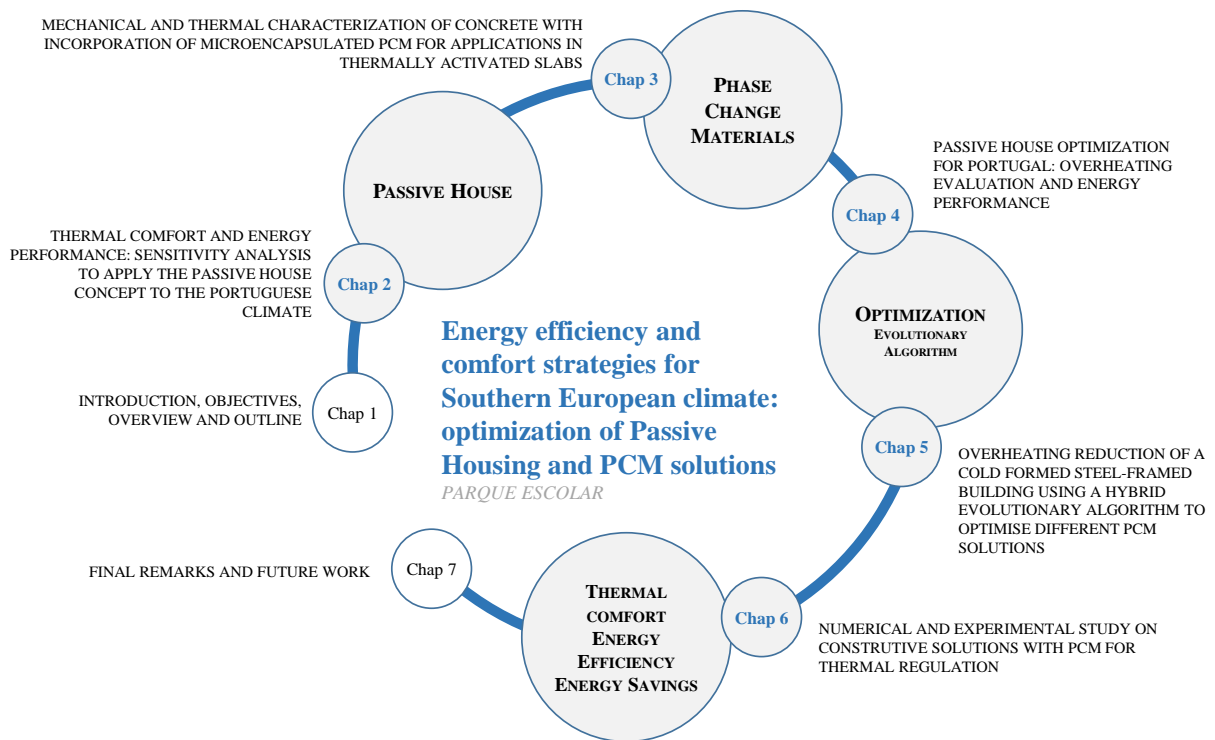 MECHANICAL AND THERMAL CHARACTERIZATION OF CONCRETE WITH
INCORPORATION OF MICROENCAPSULATED PCM FOR APPLICATIONS IN
THERMALLY ACTIVATED SLABS
Chap 3
PHASE
CHANGE
MATERIALS
PASSIVE HOUSE
PASSIVE HOUSE OPTIMIZATION
FOR PORTUGAL: OVERHEATING
EVALUATION AND ENERGY
PERFORMANCE
Chap 4
THERMAL COMFORT AND ENERGY
PERFORMANCE: SENSITIVITY ANALYSIS
TO APPLY THE PASSIVE HOUSE
CONCEPT TO THE PORTUGUESE
CLIMATE
Chap 2
OPTIMIZATION
EVOLUTIONARY
ALGORITHM
Energy efficiency and
comfort strategies for
Southern European climate:
optimization of Passive
Housing and PCM solutions
PARQUE ESCOLAR
INTRODUCTION, OBJECTIVES,
OVERVIEW AND OUTLINE
Chap 1
Chap 5
OVERHEATING REDUCTION OF A
COLD FORMED STEEL-FRAMED
BUILDING USING A HYBRID
EVOLUTIONARY ALGORITHM TO
OPTIMISE DIFFERENT PCM
SOLUTIONS
FINAL REMARKS AND FUTURE WORK
Chap 7
THERMAL
COMFORT
ENERGY
EFFICIENCY
ENERGY SAVINGS
Chap 6
NUMERICAL AND EXPERIMENTAL STUDY ON
CONSTRUTIVE SOLUTIONS WITH PCM FOR
THERMAL REGULATION